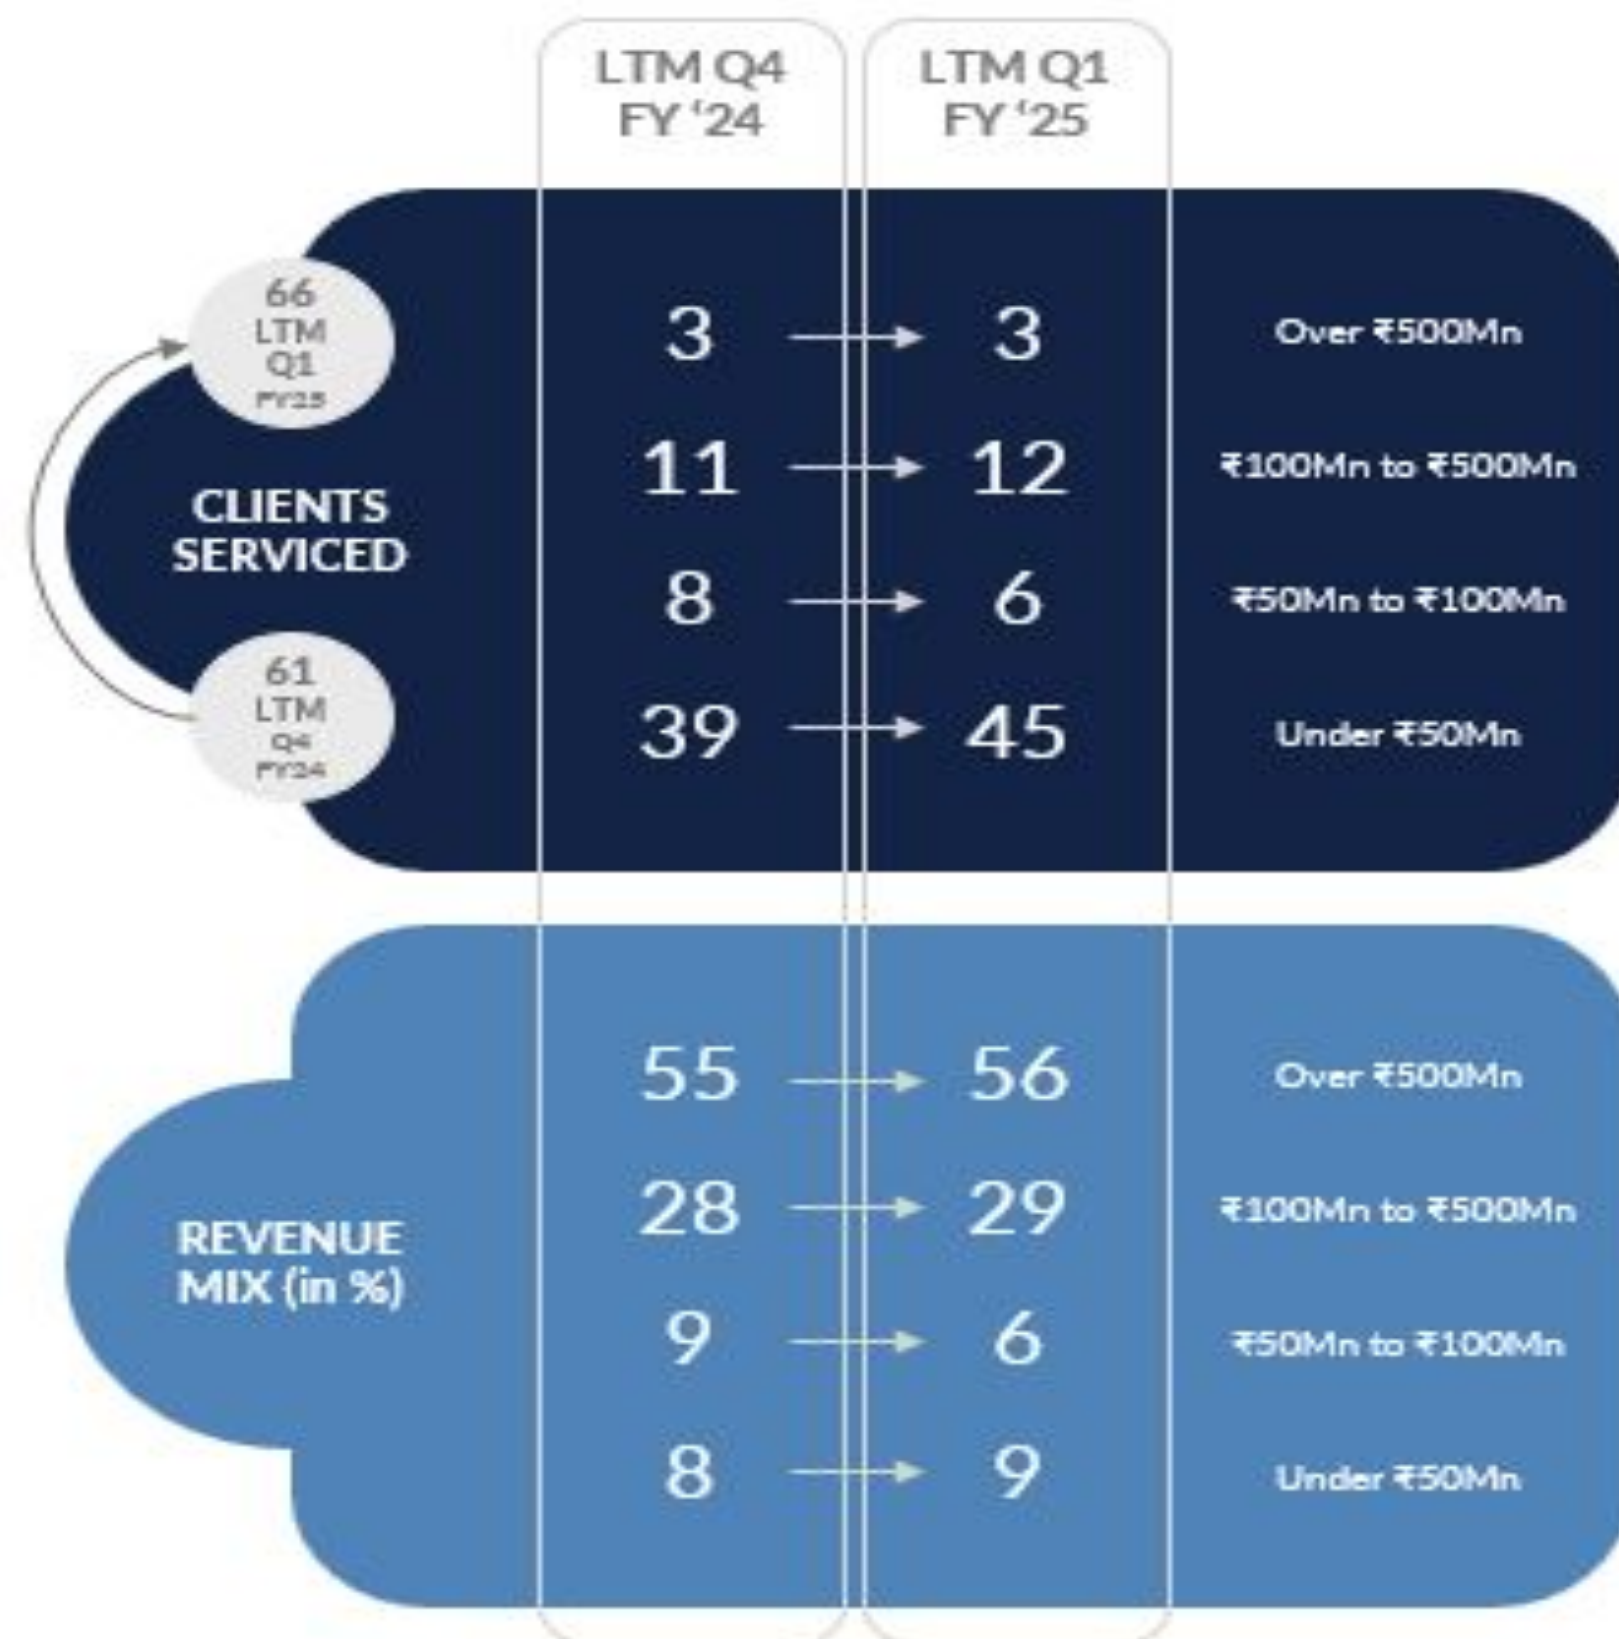 LTM Q4
FY ‘24
LTM Q1
FY ‘25
66
LTM
Q1
FY25
CLIENTS
SERVICED
61
LTM
Q4
FY24
3
3
Over ₹500Mn
11
12
₹100Mn to ₹500Mn
8
6
₹50Mn to ₹100Mn
39
45
Under ₹50Mn
REVENUE
MIX (in %)
55
56
Over ₹500Mn
28
29
₹100Mn to ₹500Mn
9
6
₹50Mn to ₹100Mn
8
9
Under ₹50Mn